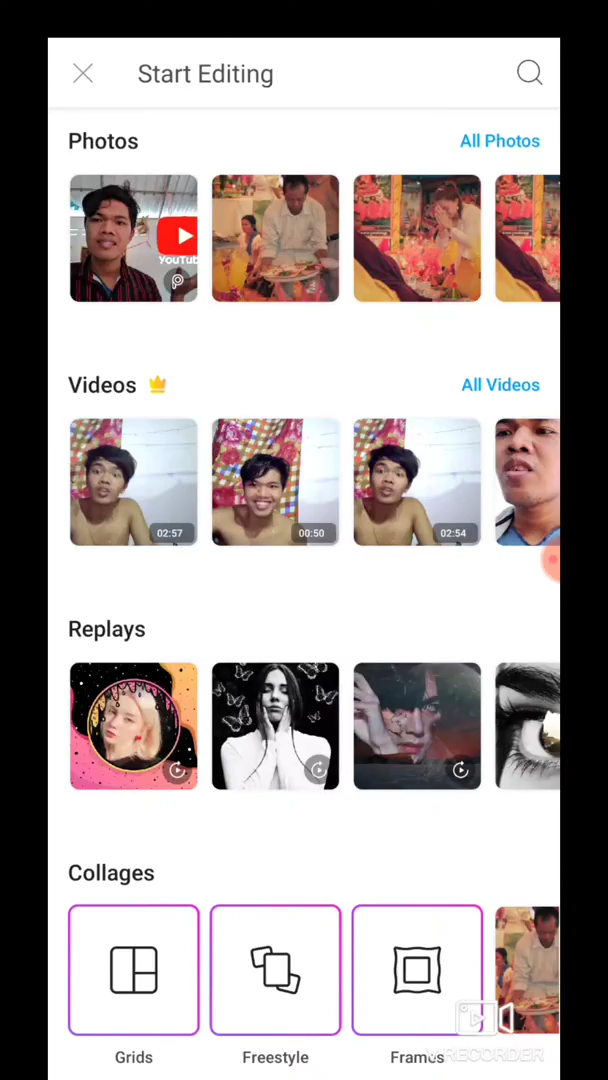 Start Editing
Photos
All Photos
YouTub
Videos
All Videos
02:57
00:50
02:54
Replays
Collages
Grids
Freestyle
Frames
V RECORDER